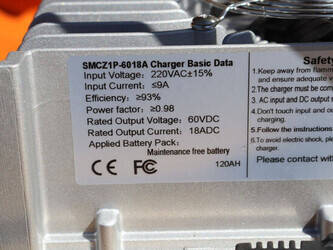 SMCZ1P-6018A Charger Basic Data
Input Voltage: 220VAC±15%
Input Current: ≤9A
Efficiency: ≥93%
Power factor: ≥0.98
Rated Output Voltage: 60VDC
Rated Output Current: 18ADC
Applied Battery Pack:
Maintenance free battery
CE FC 120AH
Safety
1.Keep away from flamm
and ensure adequate v
2.The charger must be com
3. AC input and DC output
4.Don't touch input and ou
charging.
5.Follow the instructions
6.To avoid electric shock, ple
charger.
Please contact wi